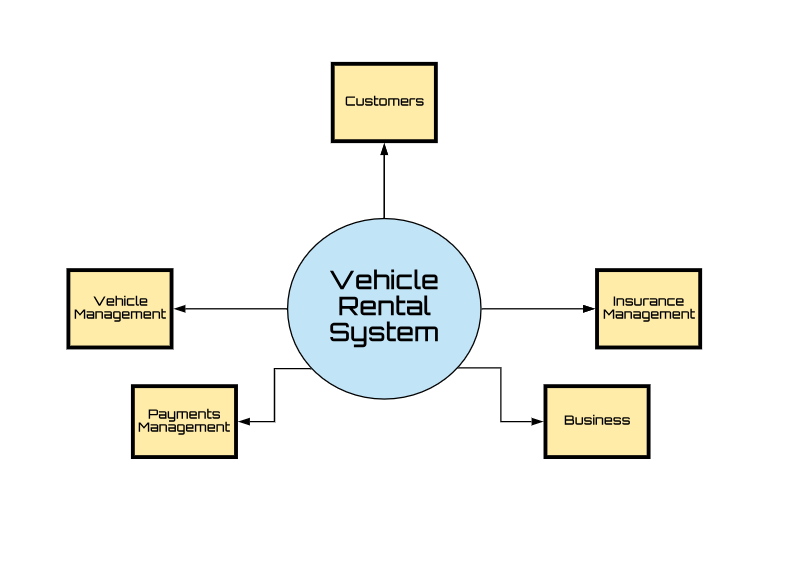 Customers
Vehicle
Rental
System
Vehicle
Management
Insurance
Management
Payments
Management
Business